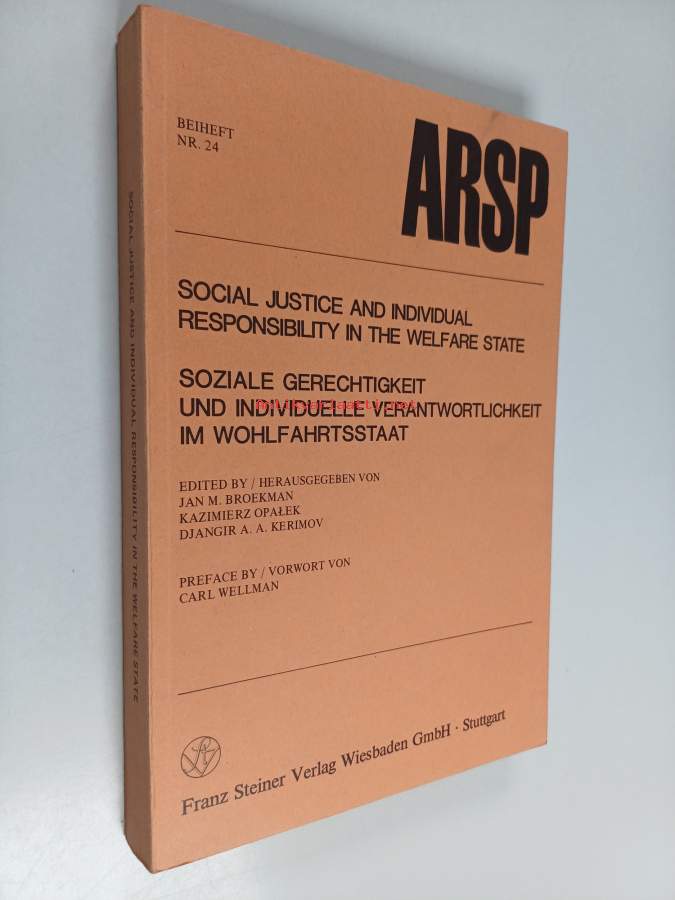 BEIHEFT
NR. 24
ARSP
SOCIAL JUSTICE AND INDIVIDUAL
RESPONSIBILITY IN THE WELFARE STATE
SOZIALE GERECHTIGKEIT
UND INDIVIDUELLE VERANTWORTLICHKEIT
IM WOHLFAHRTSSTAAT
antikvariaatti.net
EDITED BY / HERAUSGEGEBEN VON
JAN M. BROEKMAN
KAZIMIERZ OPAŁEK
DJANGIR A. A. KERIMOV
PREFACE BY / VORWORT VON
CARL WELLMAN
Franz Steiner Verlag Wiesbaden GmbH · Stuttgart
SOCIAL JUSTICE AND INDIVIDUAL RESPONSIBILITY IN THE WELFARE STATE